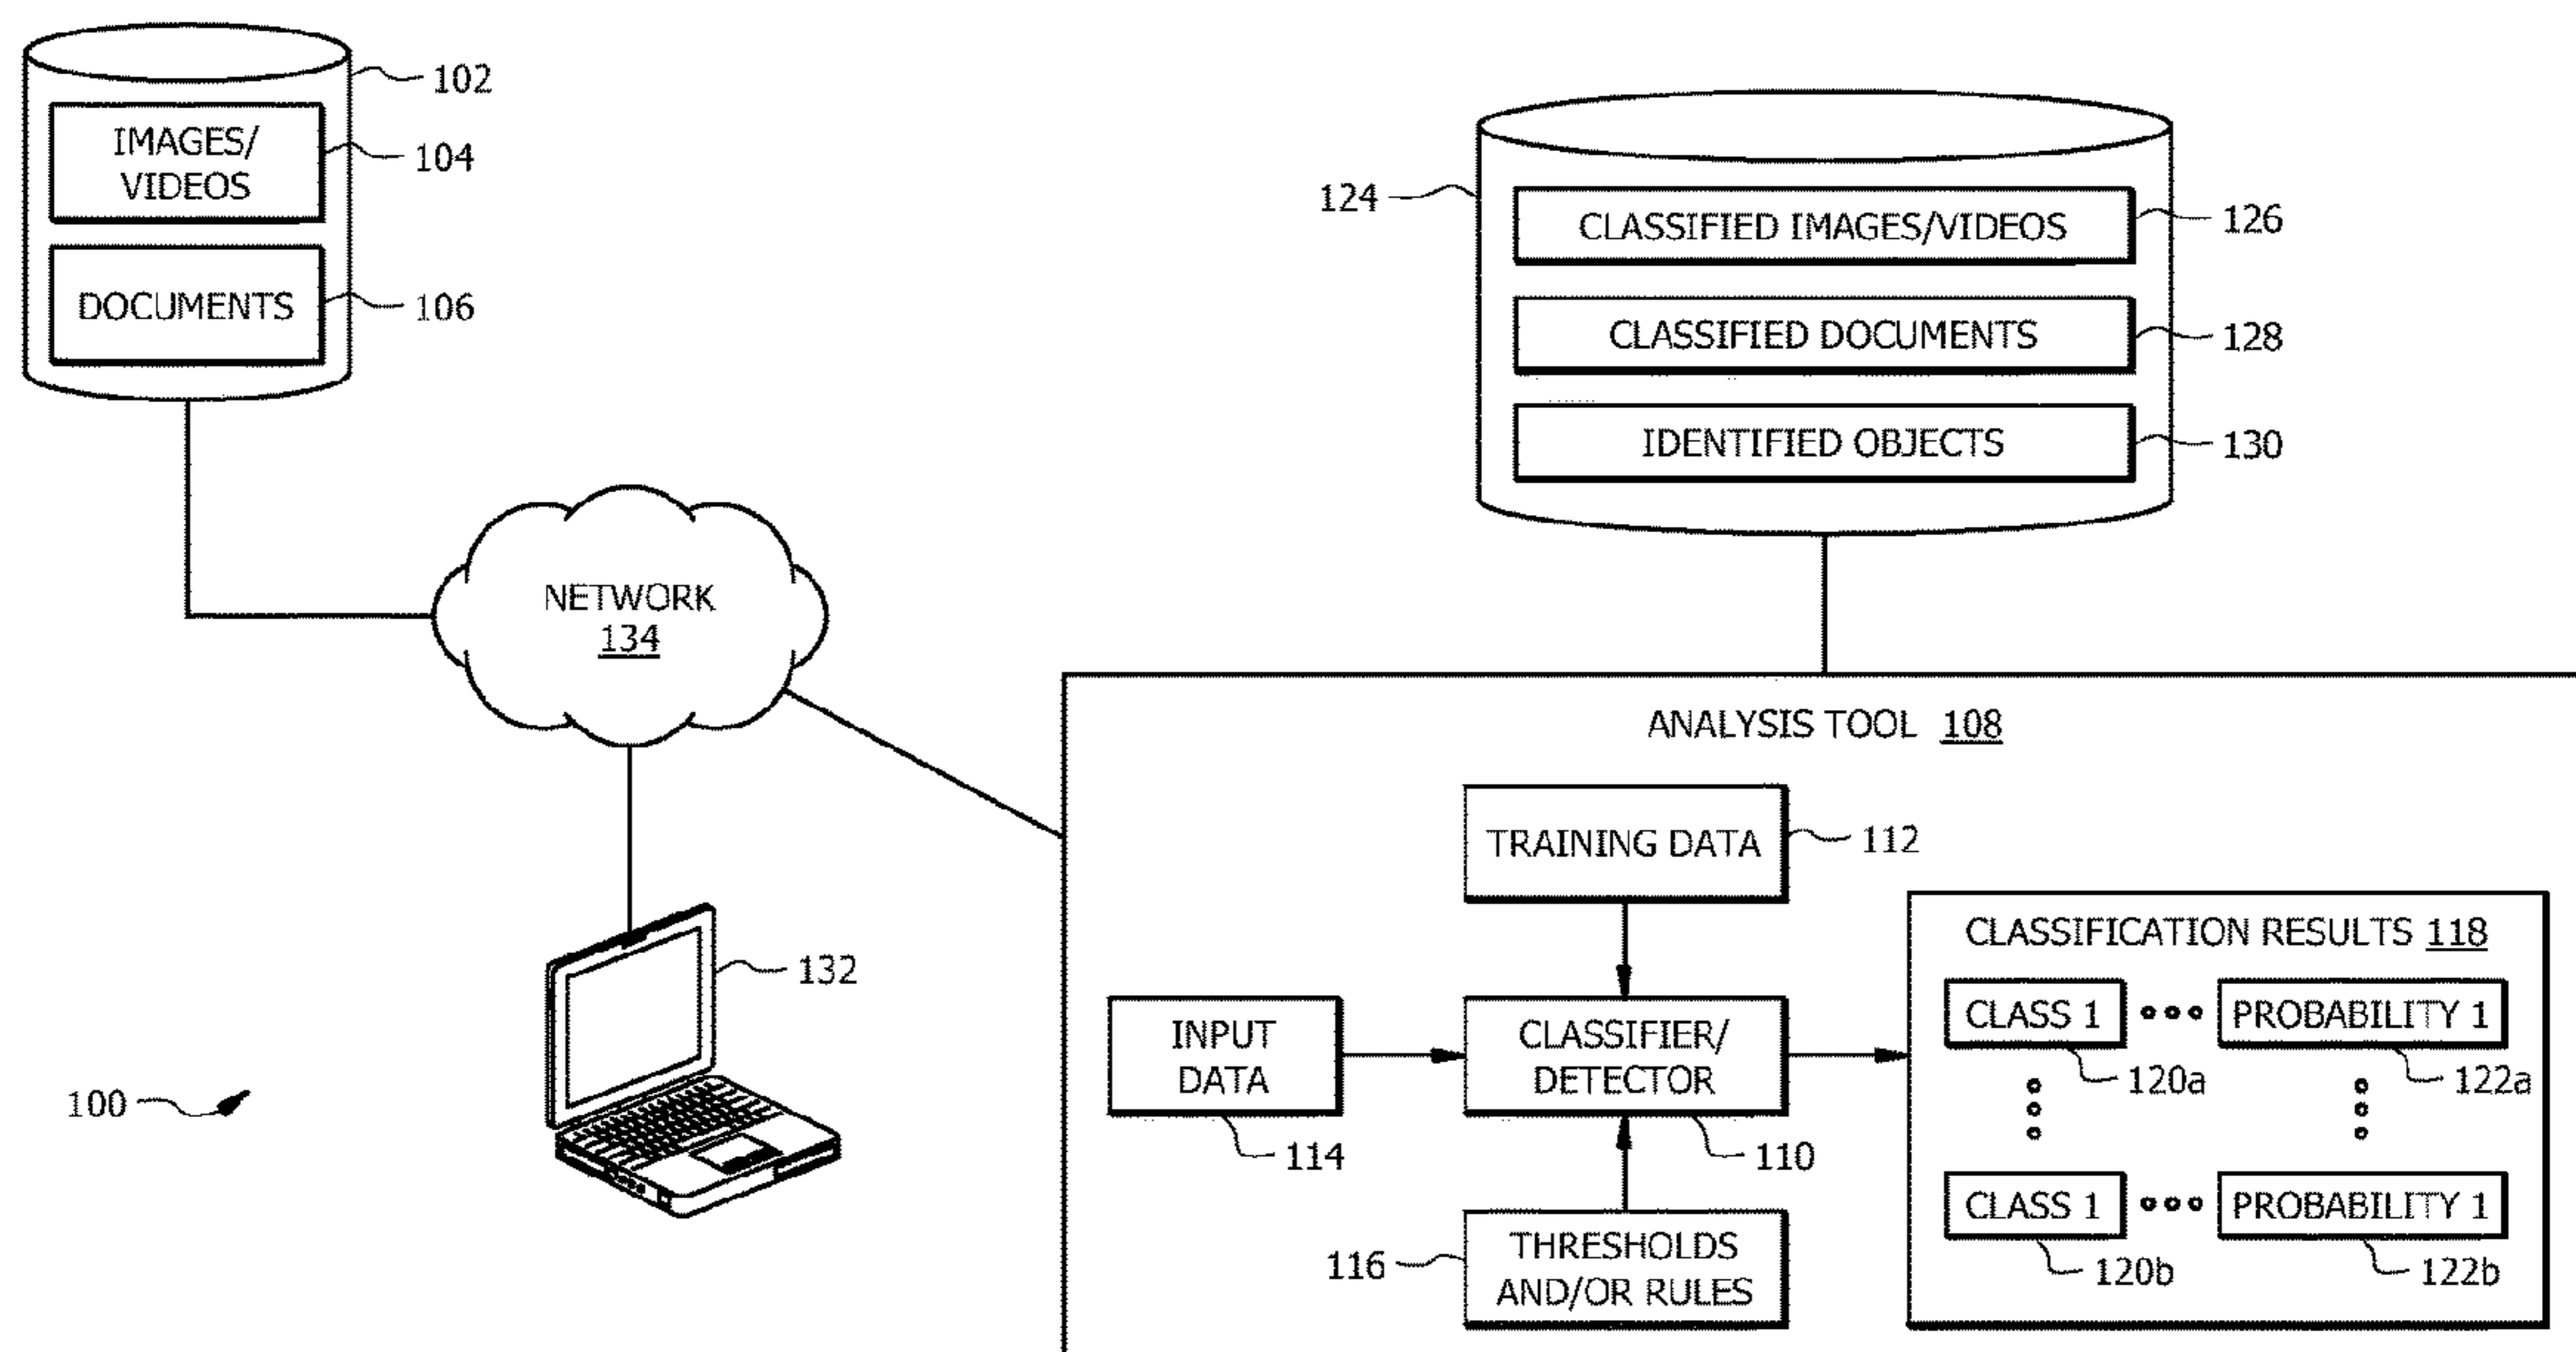 102
IMAGES/
VIDEOS
104
DOCUMENTS
106
124
CLASSIFIED IMAGES/VIDEOS
126
CLASSIFIED DOCUMENTS
128
IDENTIFIED OBJECTS
130
NETWORK
134
132
100
ANALYSIS TOOL 108
TRAINING DATA
112
INPUT
DATA
114
CLASSIFIER/
DETECTOR
110
THRESHOLDS
AND/OR RULES
116
CLASSIFICATION RESULTS 118
CLASS 1
PROBABILITY 1
120a
122a
CLASS 1
PROBABILITY 1
120b
122b